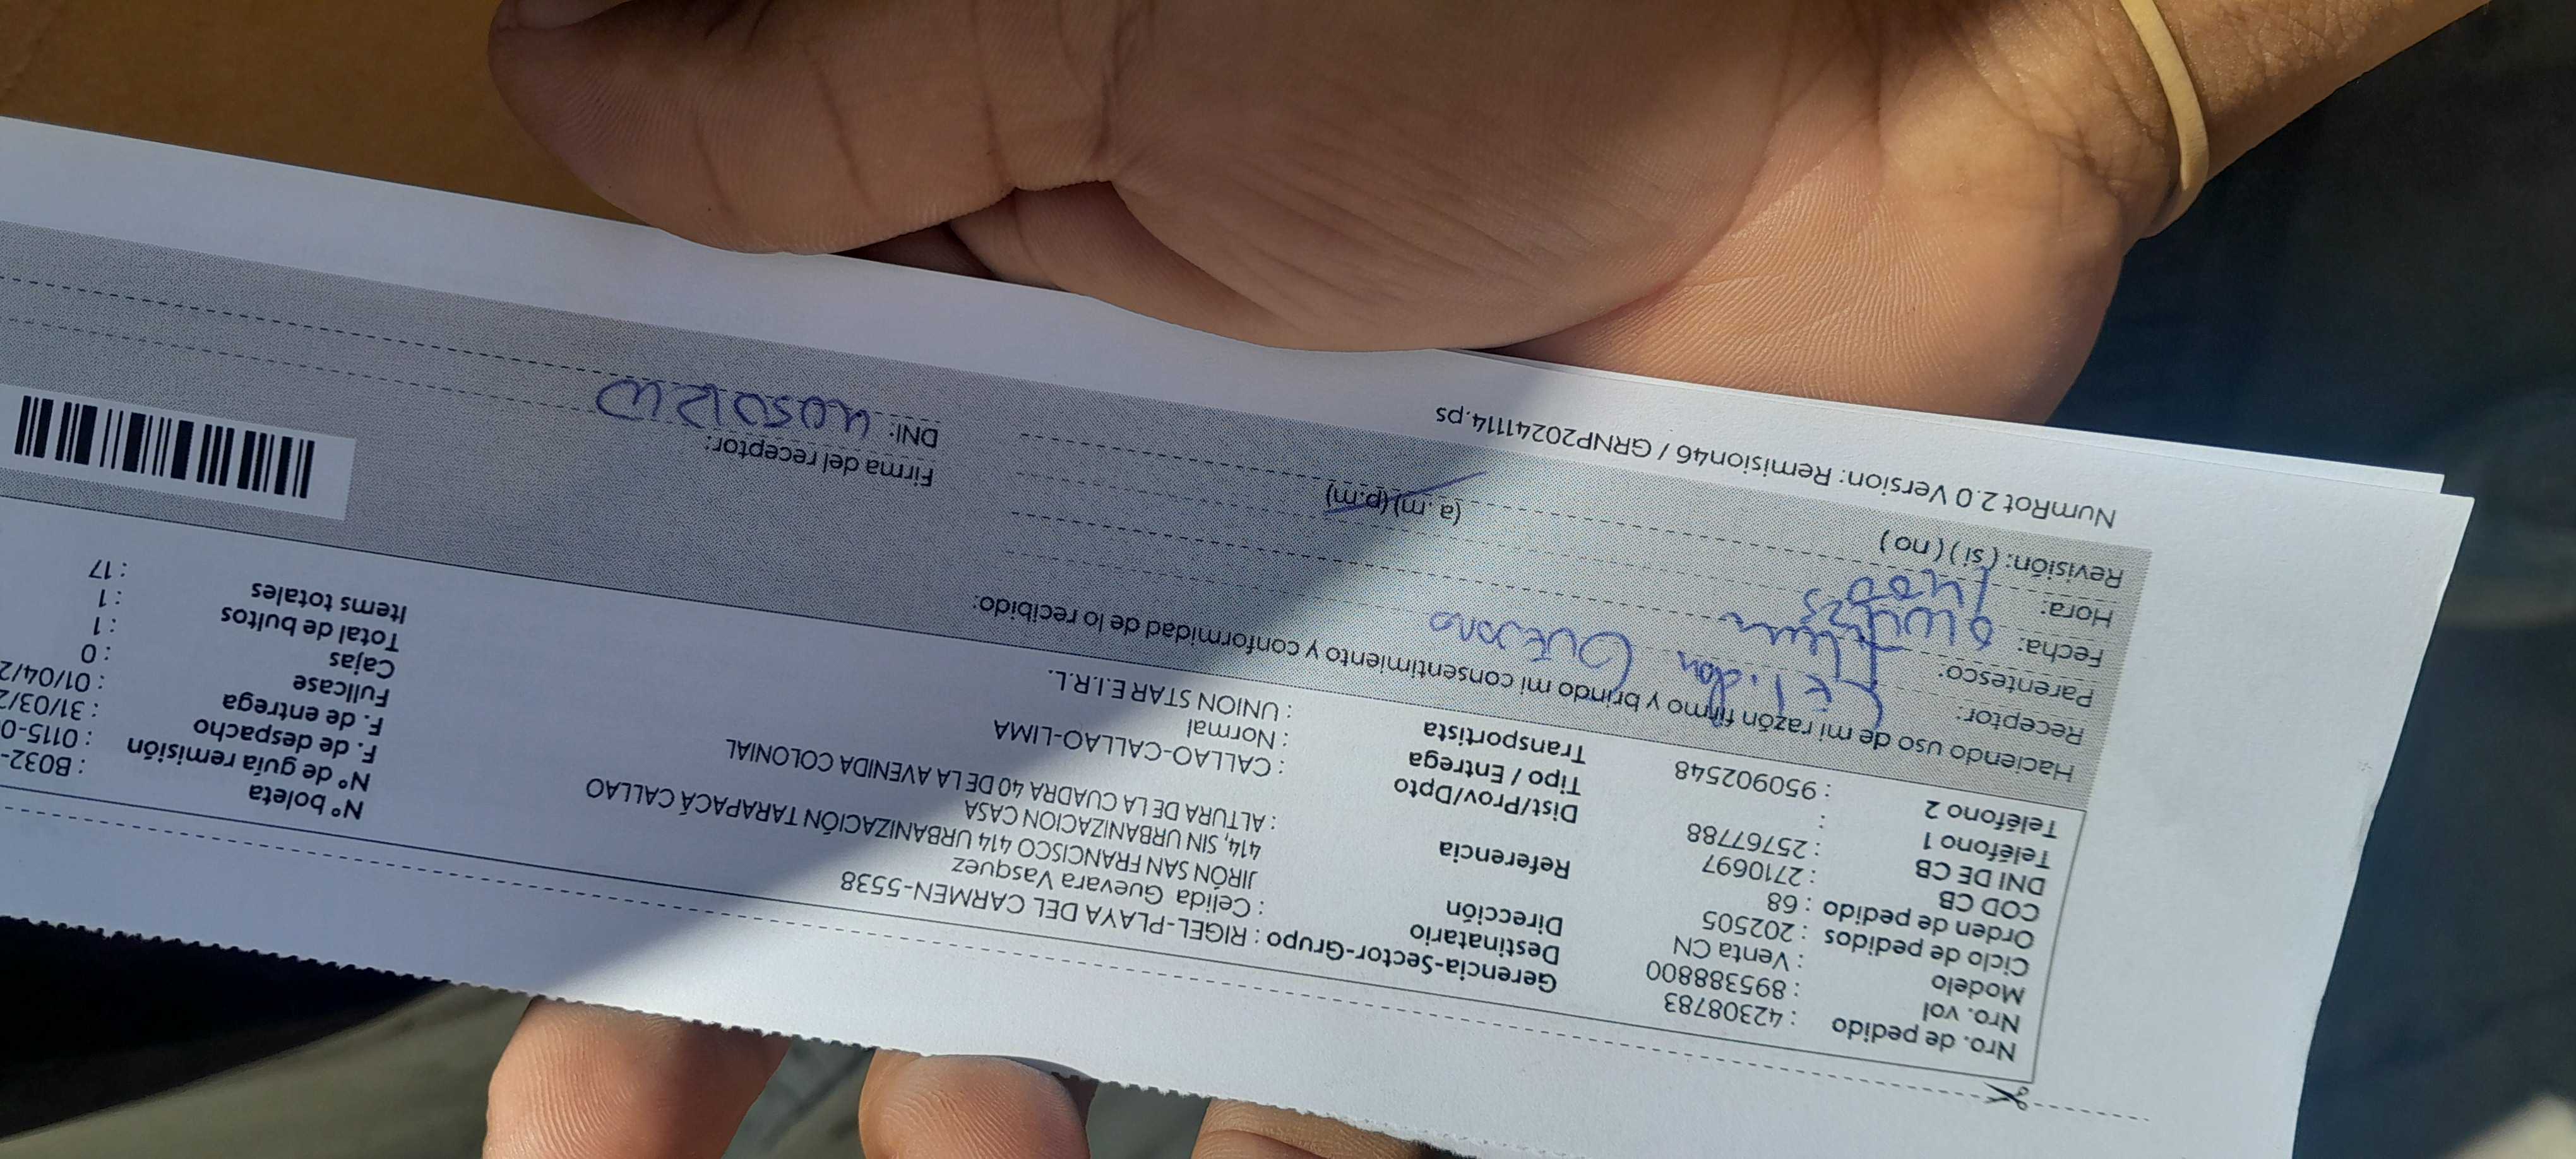 Nro. de pedido : 42308783
Nro. vol : 895388800
Modelo : Venta CN
Ciclo de pedidos : 202505
Orden de pedido : 68
COD CB : 2710697
DNI DE CB : 25767788
Teléfono 1 :
Teléfono 2 : 950902548
Gerencia-Sector-Grupo : RIGEL-PLAYA DEL CARMEN-5538
Destinatario : Celida Guevara Vasquez
Dirección JIRÓN SAN FRANCISCO 414 URBANIZACIÓN TARAPACÁ CALLAO
414, SIN URBANIZACION CASA
Referencia : ALTURA DE LA CUADRA 40 DE LA AVENIDA COLONIAL
Dist/Prov/Dpto : CALLAO-CALLAO-LIMA
Tipo / Entrega : Normal
Transportista : UNION STAR E.I.R.L.
Nº boleta : B032-
Nº de guía remisión : 0115-0
F. de despacho : 31/03/2
F. de entrega : 01/04/2
Fullcase : 0
Cajas : 1
Total de bultos : 1
Items totales : 17
Haciendo uso de mi razón firmo y brindo mi consentimiento y conformidad de lo recibido:
Receptor:
Parentesco:
Fecha:
Hora: 1400 (a. m) (p.m)
Revisión: ( si ) ( no )
Firma del receptor:
DNI:
NumRot 2.0 Version: Remision46 / GRNP20241114.ps